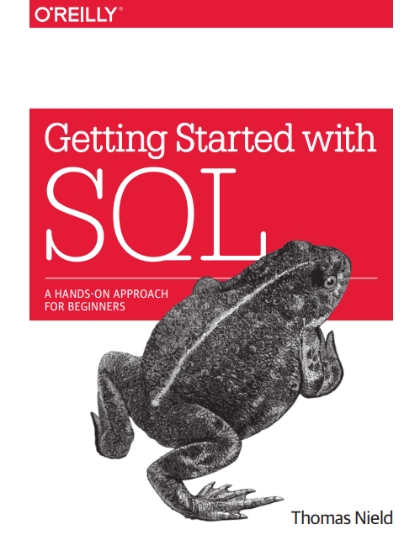 O'REILLY®
Getting Started with
SQL
A HANDS-ON APPROACH
FOR BEGINNERS
Thomas Nield